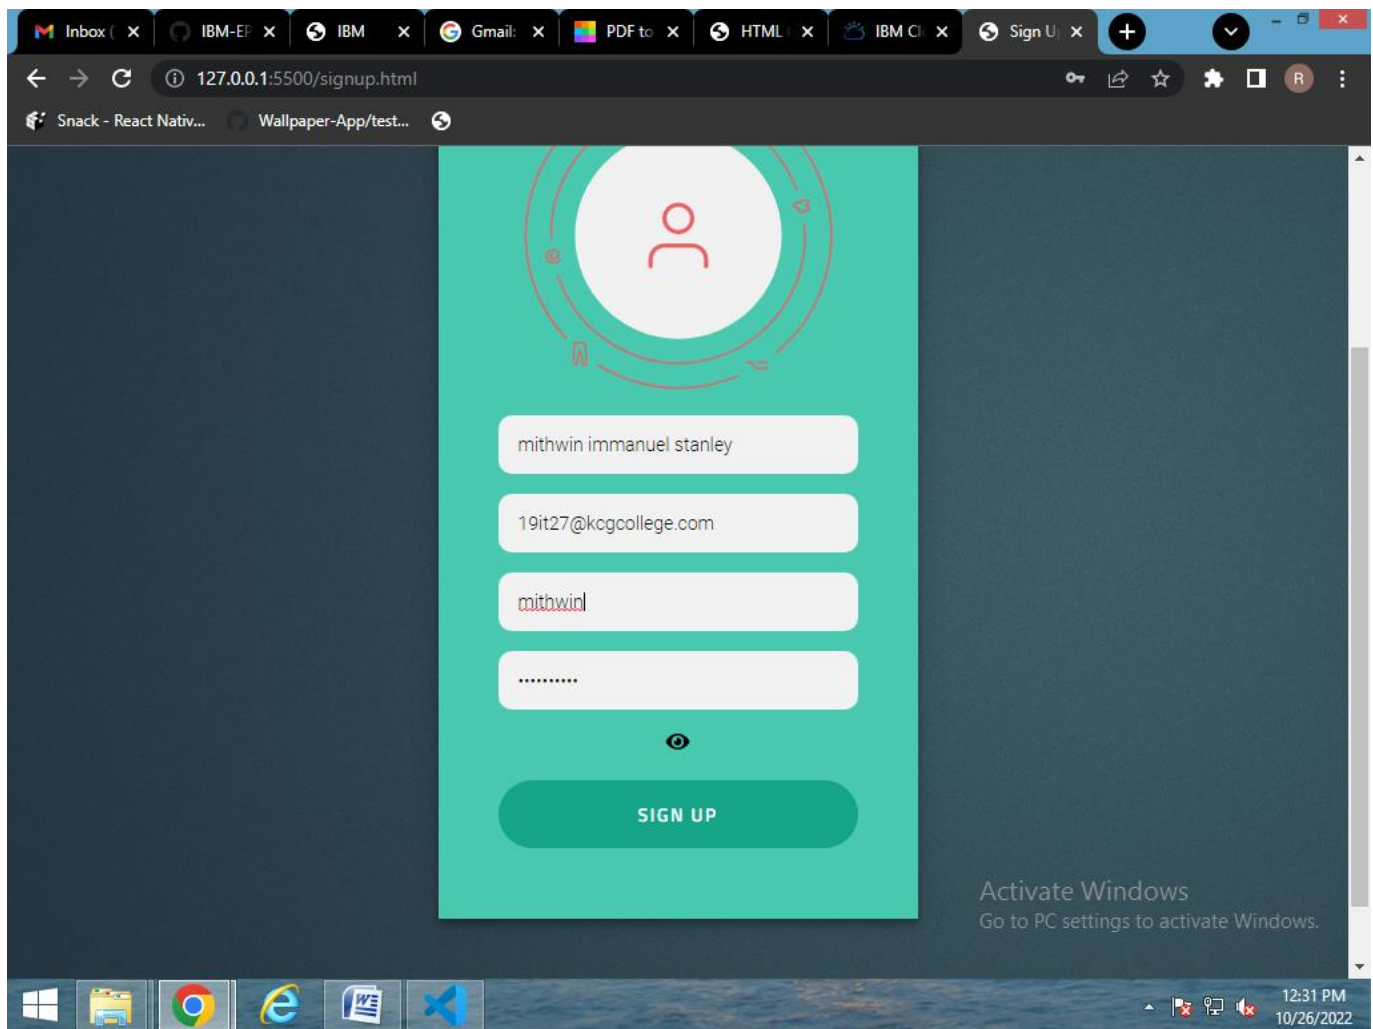 Inbox ( IBM-EP IBM Gmail: PDF to HTML IBM Cl Sign U
127.0.0.1:5500/signup.html R
Snack - React Nativ... Wallpaper-App/test...
mithwin immanuel stanley
19it27@kcgcollege.com
mithwin
••••••••••
SIGN UP
Activate Windows
Go to PC settings to activate Windows.
12:31 PM
10/26/2022